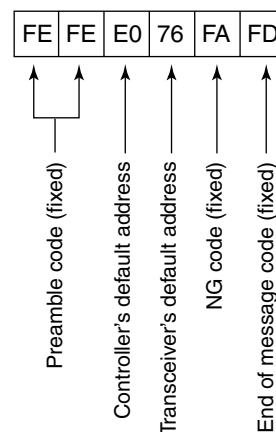 FE FE E0 76 FA FD
Preamble code (fixed)
Controller's default address
Transceiver's default address
NG code (fixed)
End of message code (fixed)